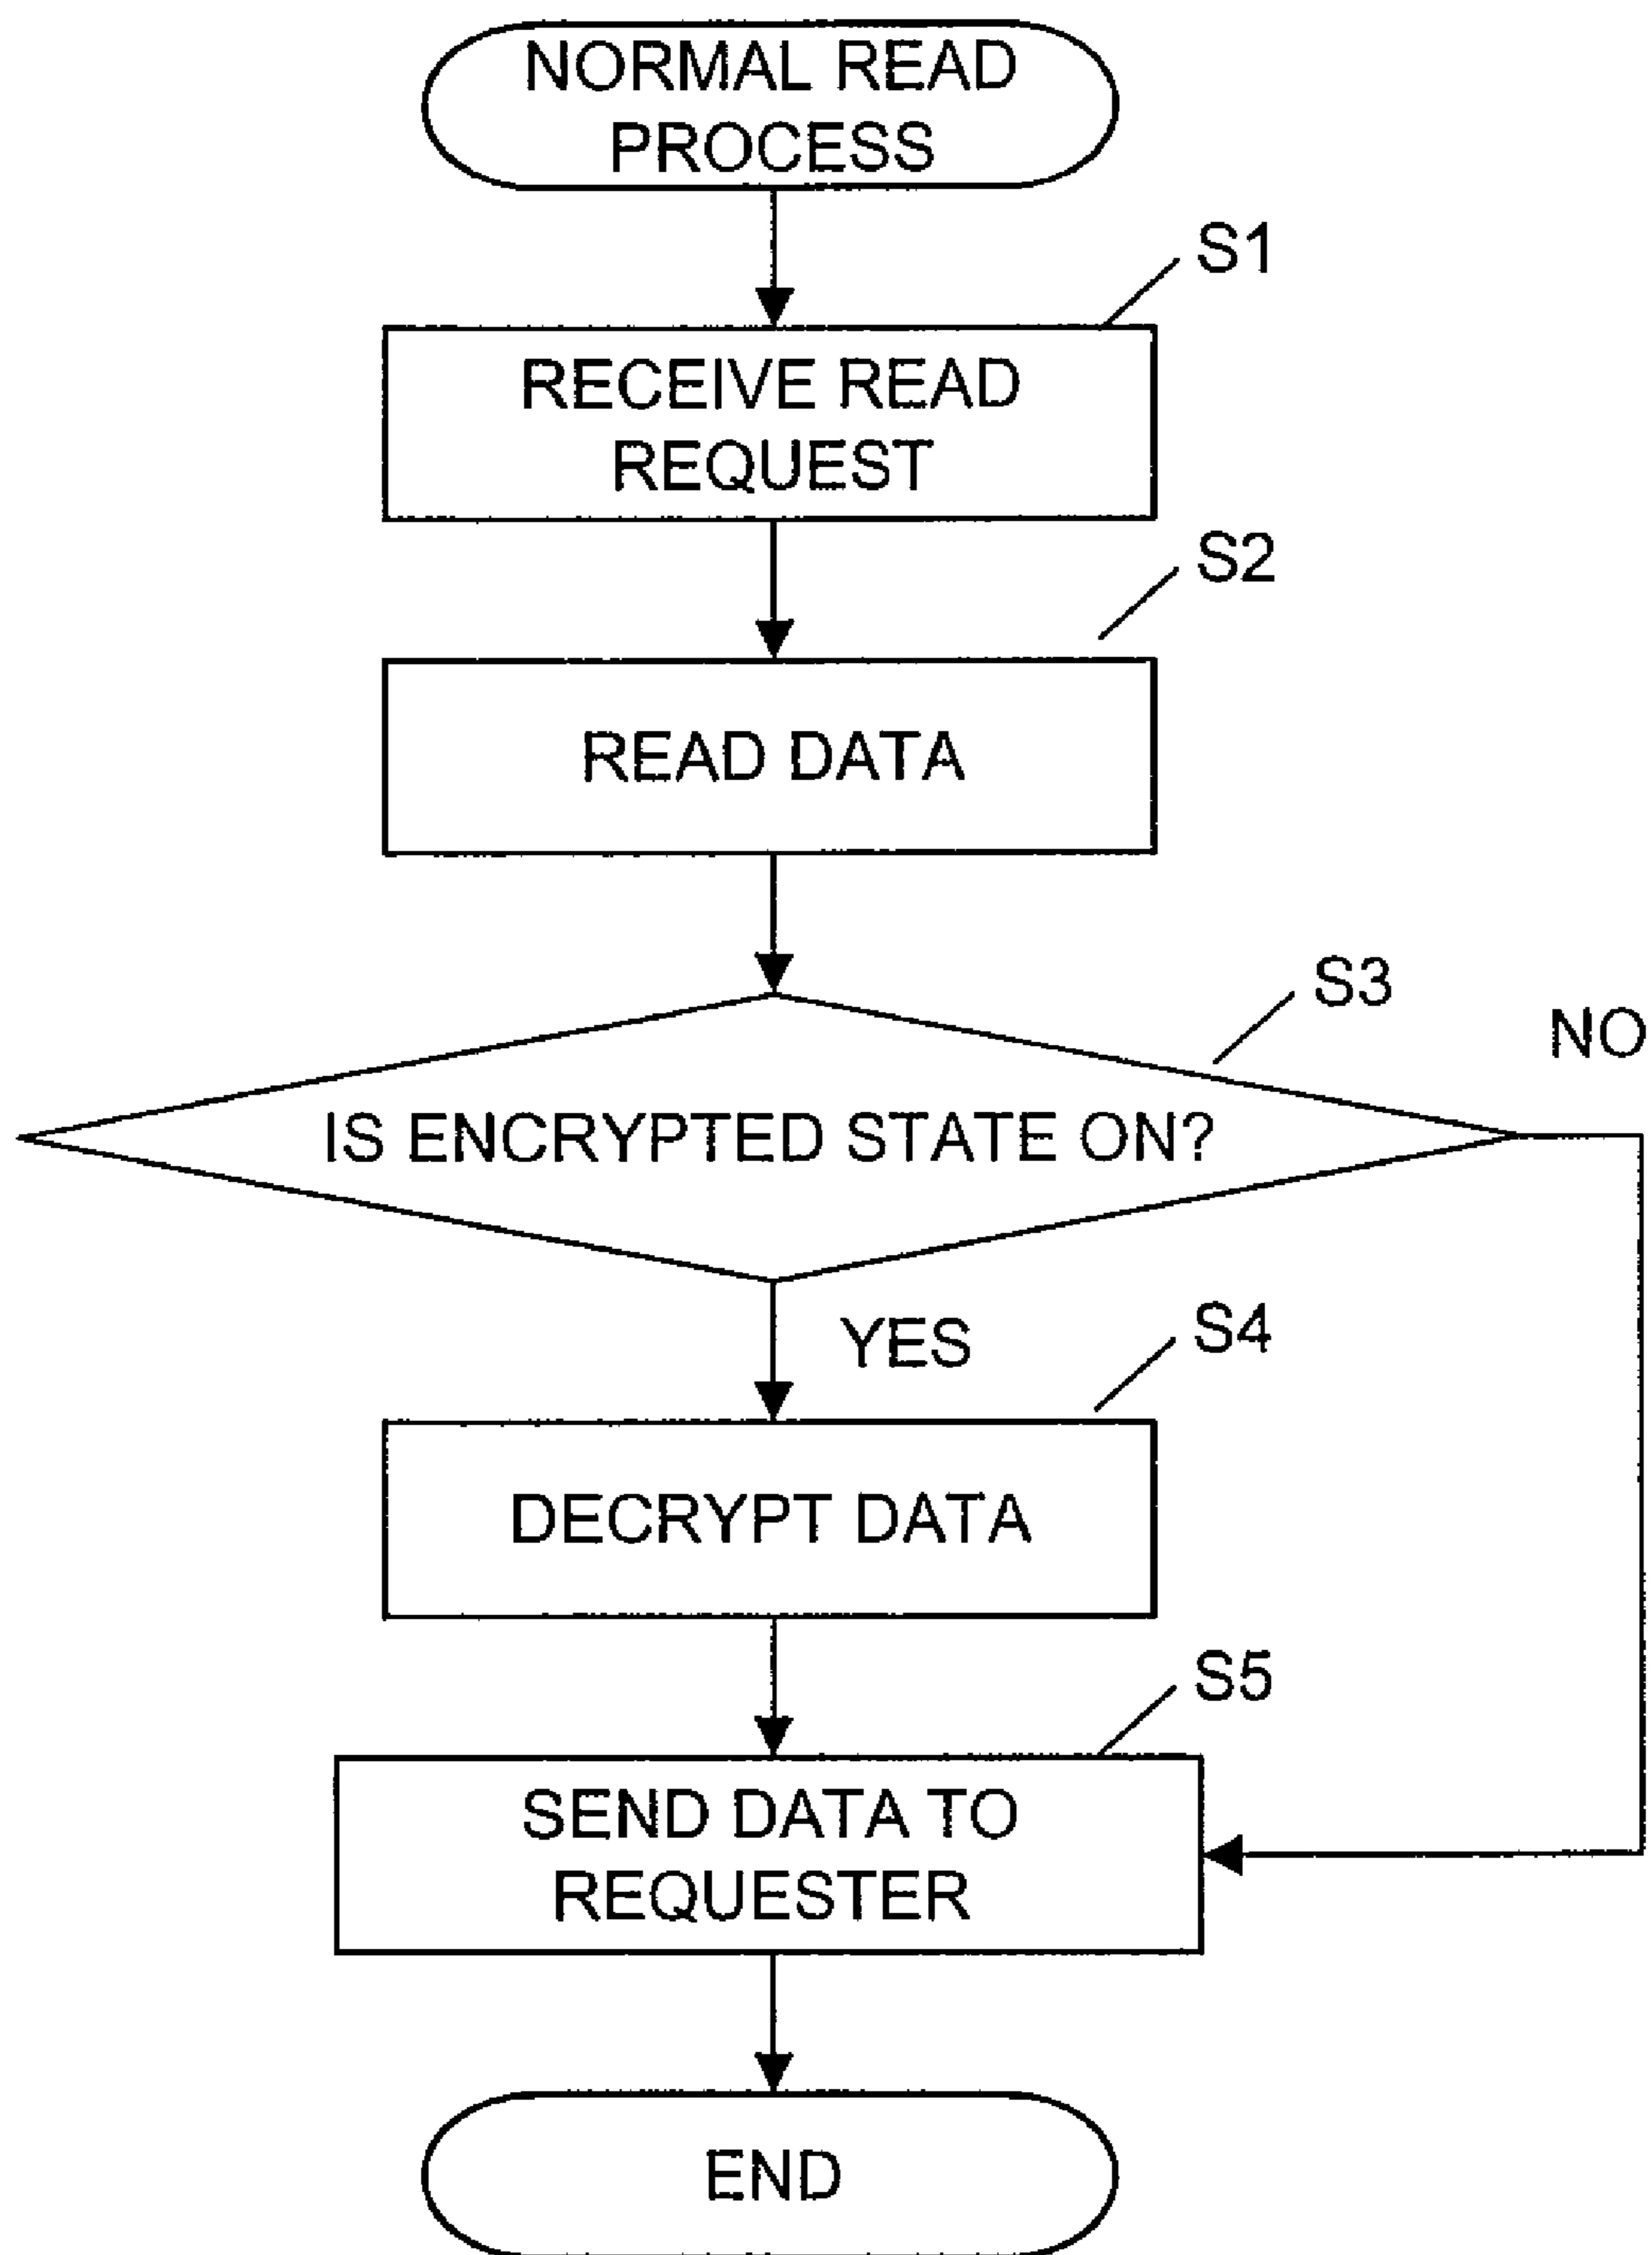 NORMAL READ
PROCESS
S1
RECEIVE READ
REQUEST
S2
READ DATA
S3
NO
IS ENCRYPTED STATE ON?
YES
S4
DECRYPT DATA
S5
SEND DATA TO
REQUESTER
END